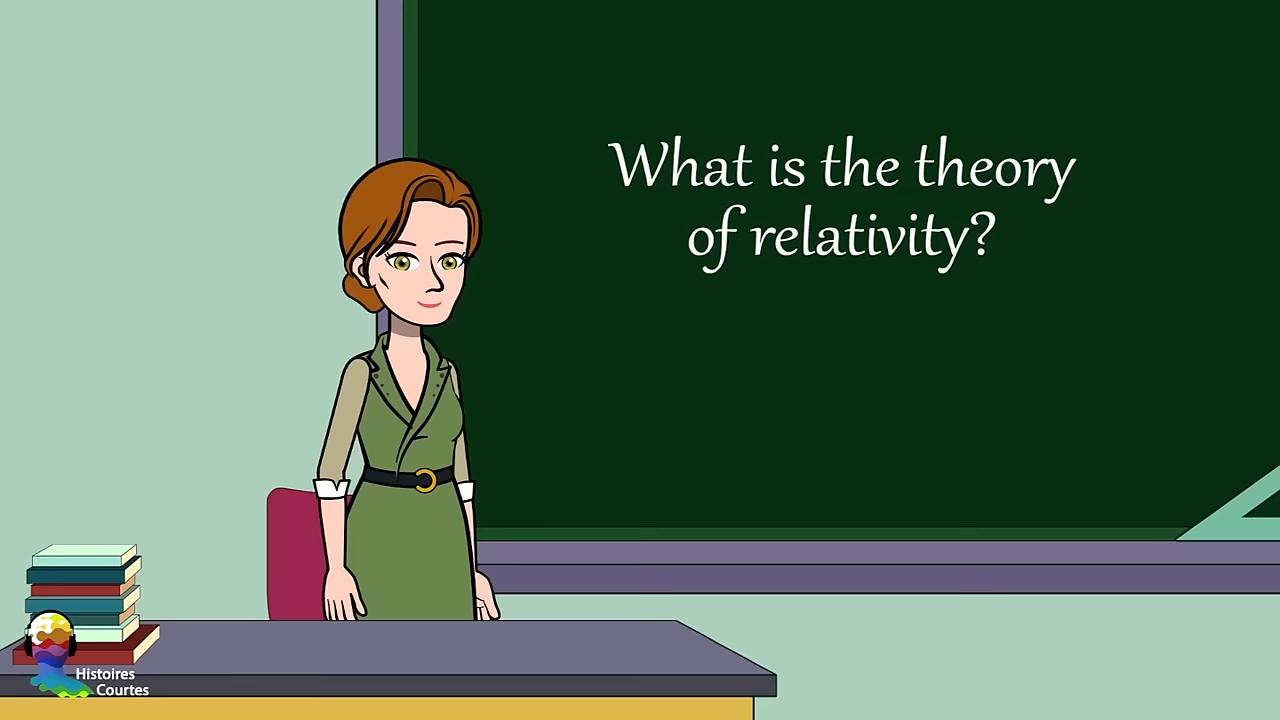 What is the theory
of relativity?
Histoires
Courtes